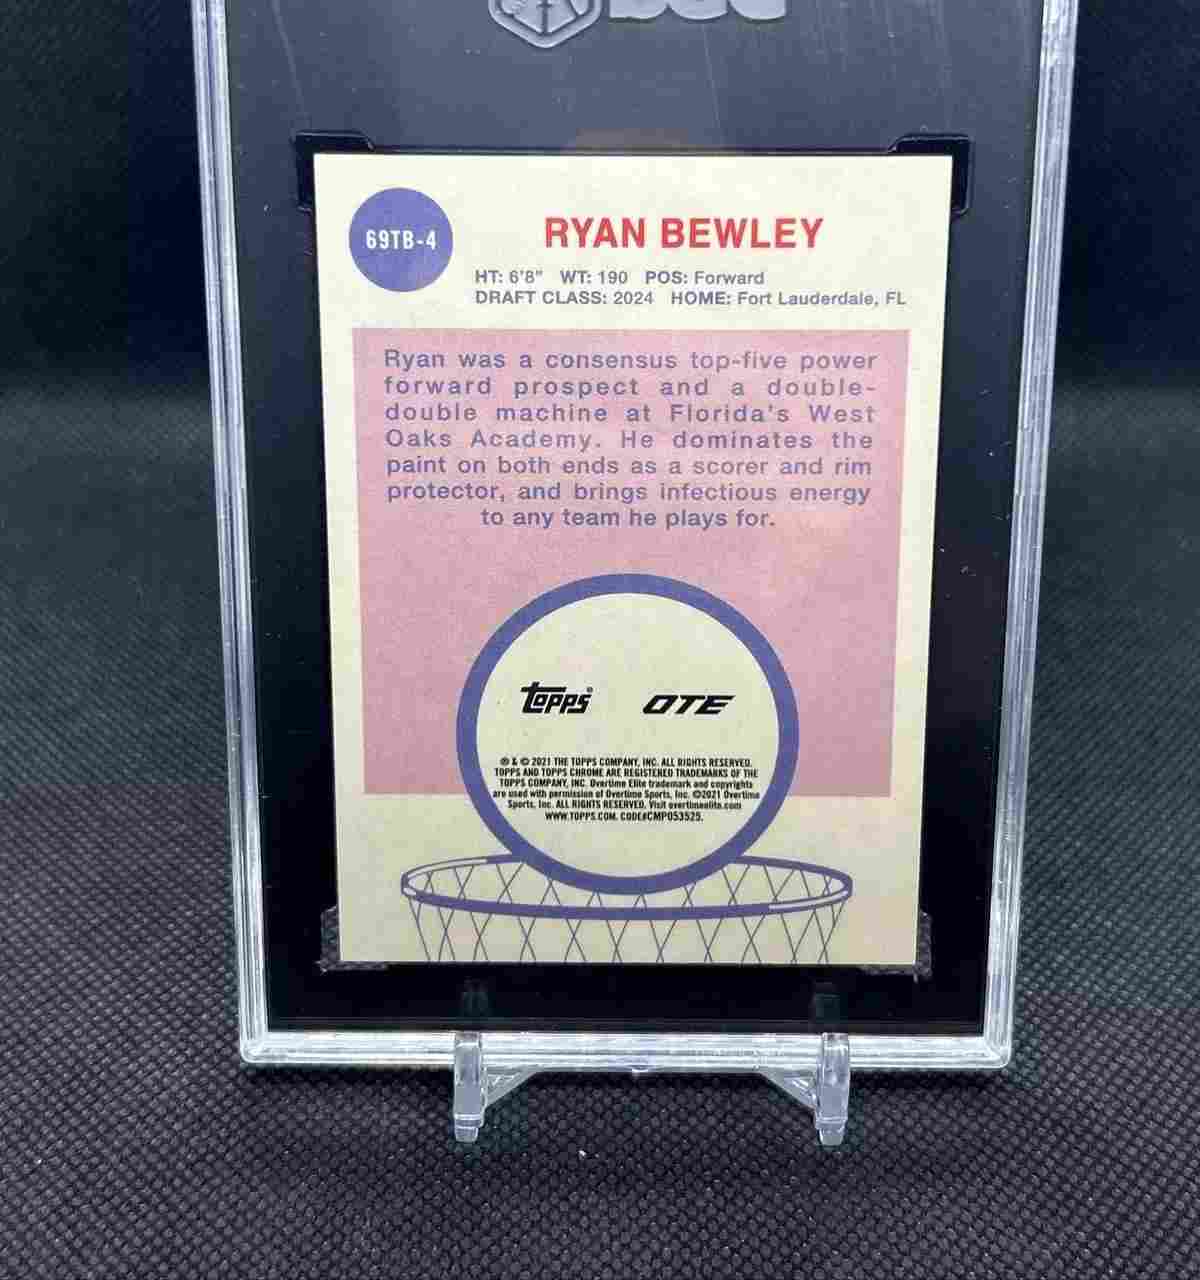 69TB-4
RYAN BEWLEY
HT: 6'8" WT: 190 POS: Forward
DRAFT CLASS: 2024 HOME: Fort Lauderdale, FL
Ryan was a consensus top-five power
forward prospect and a double-
double machine at Florida's West
Oaks Academy. He dominates the
paint on both ends as a scorer and rim
protector, and brings infectious energy
to any team he plays for.
Topps® OTE
® & © 2021 THE TOPPS COMPANY, INC. ALL RIGHTS RESERVED.
TOPPS AND TOPPS CHROME ARE REGISTERED TRADEMARKS OF THE
TOPPS COMPANY, INC. Overtime Elite trademark and copyrights
are used with permission of Overtime Sports, Inc. ©2021 Overtime
Sports, Inc. ALL RIGHTS RESERVED. Visit overtimeelite.com
WWW.TOPPS.COM. CODE#CMP053525.